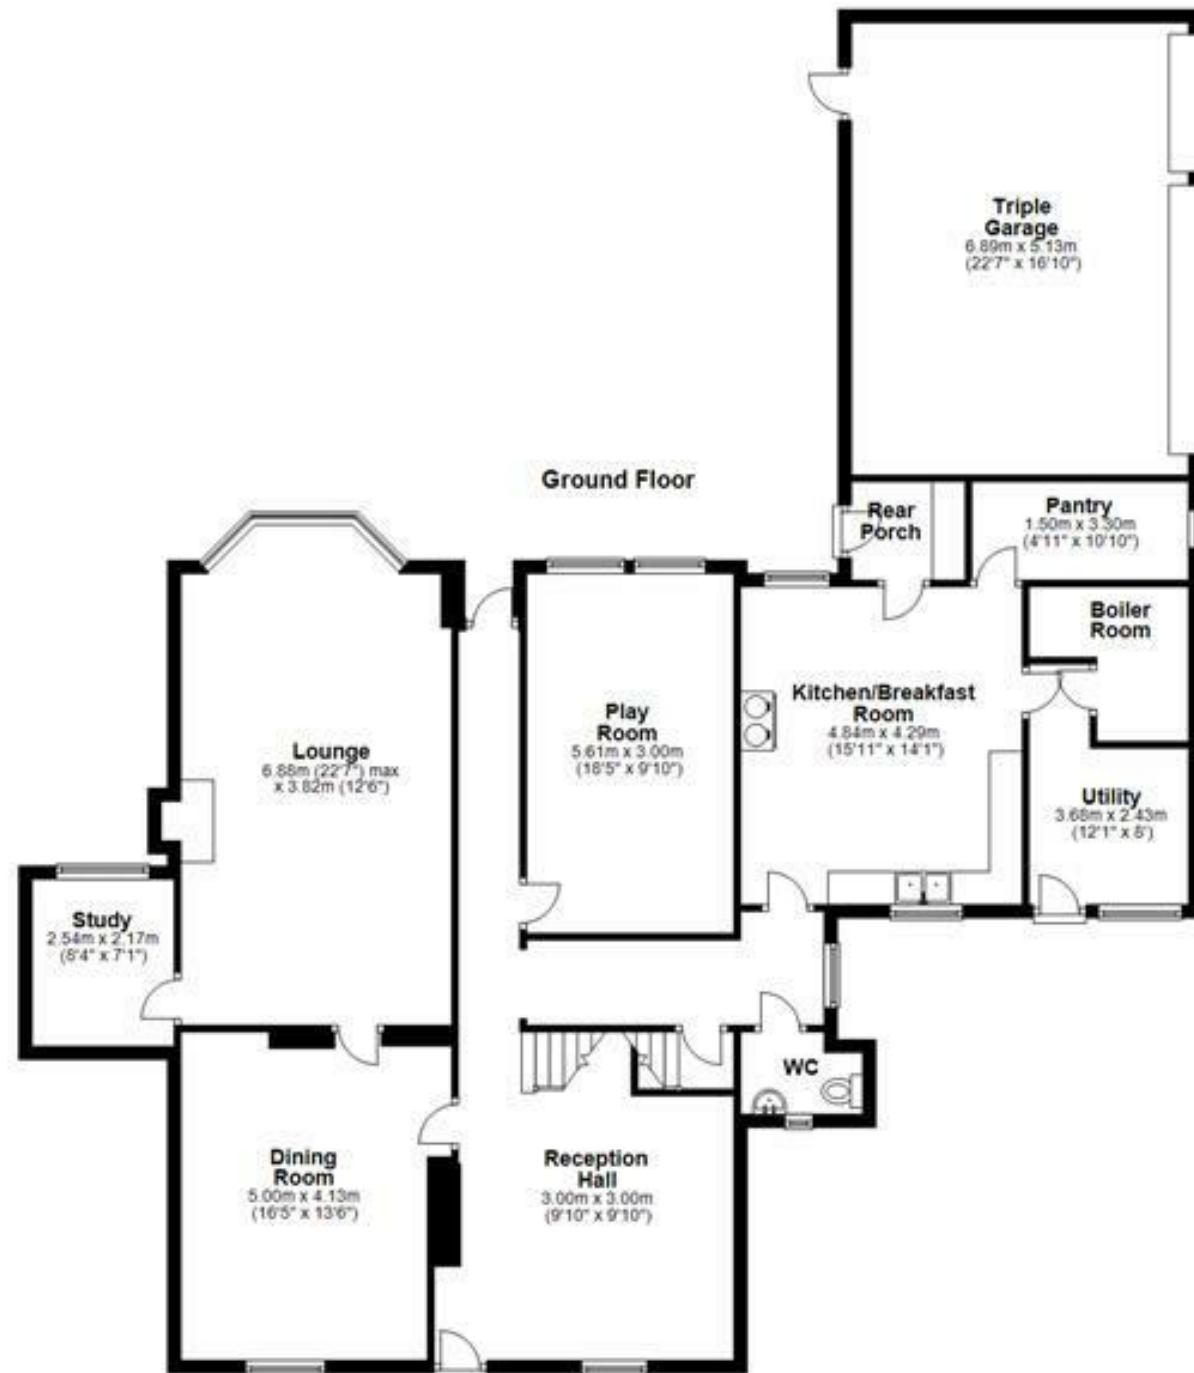 Triple
Garage
6.89m x 5.13m
(22'7" x 16'10")
Ground Floor
Rear
Porch
Pantry
1.50m x 3.30m
(4'11" x 10'10")
Boiler
Room
Kitchen/Breakfast
Room
4.84m x 4.29m
(15'11" x 14'1")
Play
Room
5.61m x 3.00m
(18'5" x 9'10")
Lounge
6.88m (22'7") max
x 3.82m (12'6")
Utility
3.68m x 2.43m
(12'1" x 8')
Study
2.54m x 2.17m
(8'4" x 7'1")
WC
Dining
Room
5.00m x 4.13m
(16'5" x 13'6")
Reception
Hall
3.00m x 3.00m
(9'10" x 9'10")